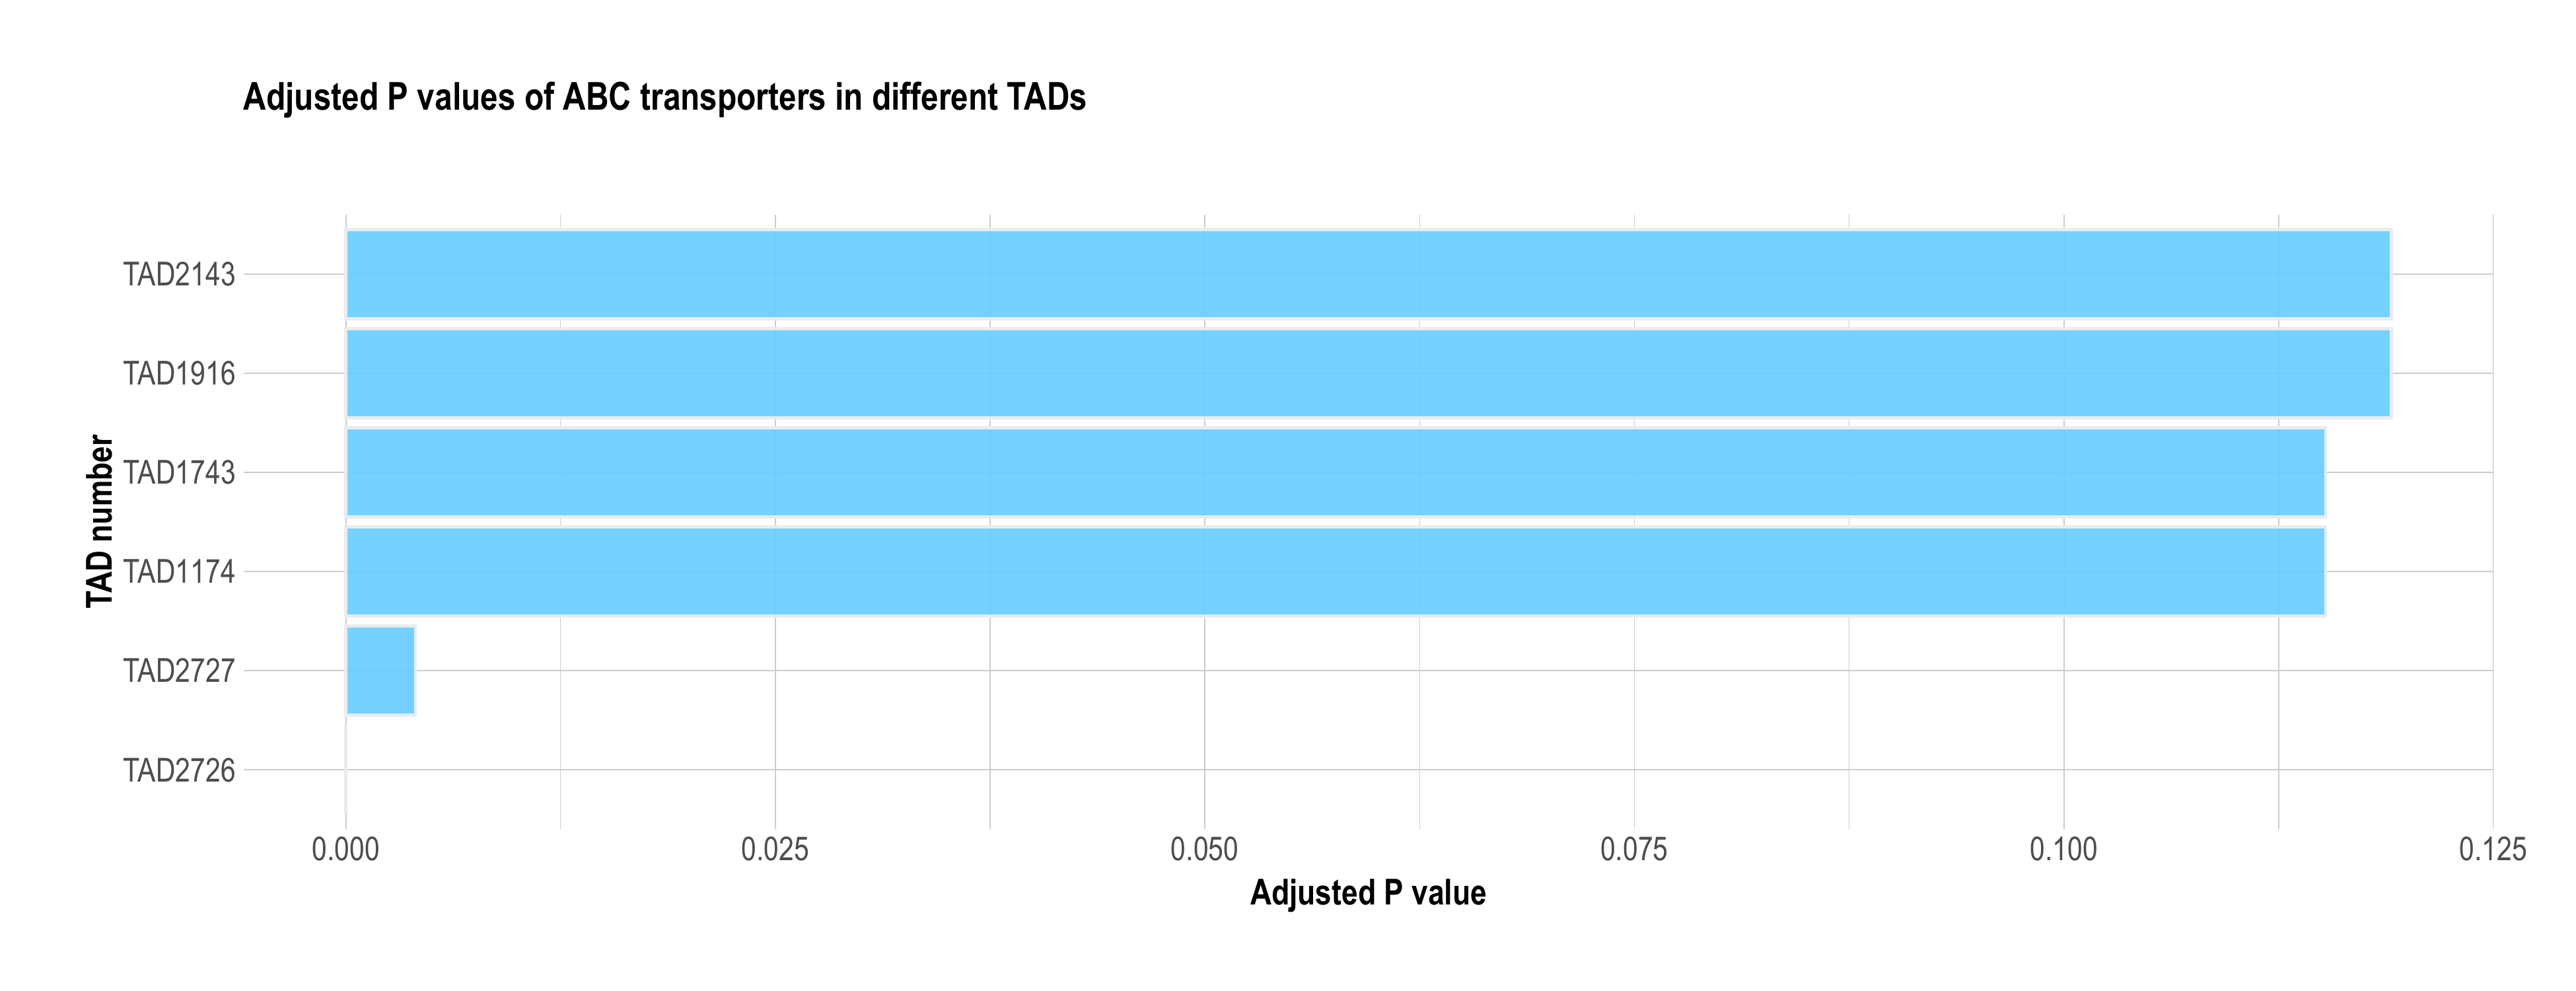 Adjusted P values of ABC transporters in different TADs
TAD number
TAD2143
TAD1916
TAD1743
TAD1174
TAD2727
TAD2726
0.000 0.025 0.050 0.075 0.100 0.125
Adjusted P value